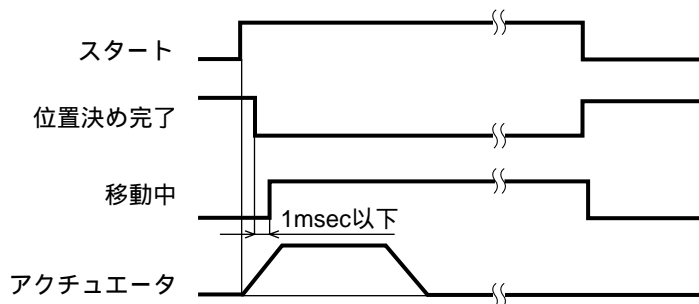 スタート
位置決め完了
移動中
1msec以下
アクチュエータ